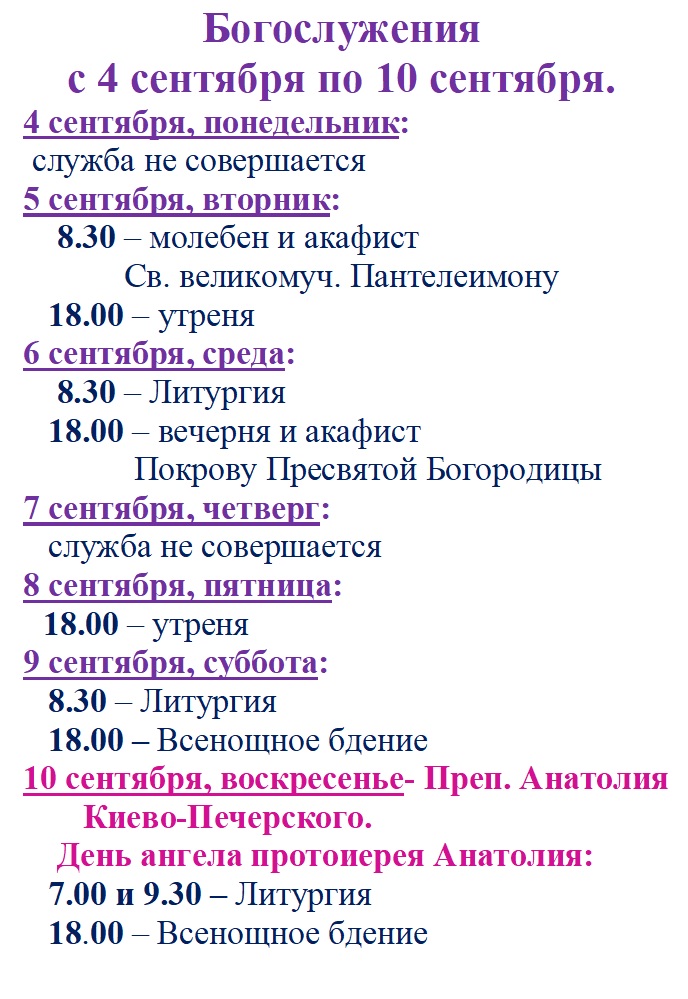 Богослужения
с 4 сентября по 10 сентября.
4 сентября, понедельник:
служба не совершается
5 сентября, вторник:
8.30 – молебен и акафист
Св. великомуч. Пантелеимону
18.00 – утреня
6 сентября, среда:
8.30 – Литургия
18.00 – вечерня и акафист
Покрову Пресвятой Богородицы
7 сентября, четверг:
служба не совершается
8 сентября, пятница:
18.00 – утреня
9 сентября, суббота:
8.30 – Литургия
18.00 – Всенощное бдение
10 сентября, воскресенье- Преп. Анатолия
Киево-Печерского.
День ангела протоиерея Анатолия:
7.00 и 9.30 – Литургия
18.00 – Всенощное бдение